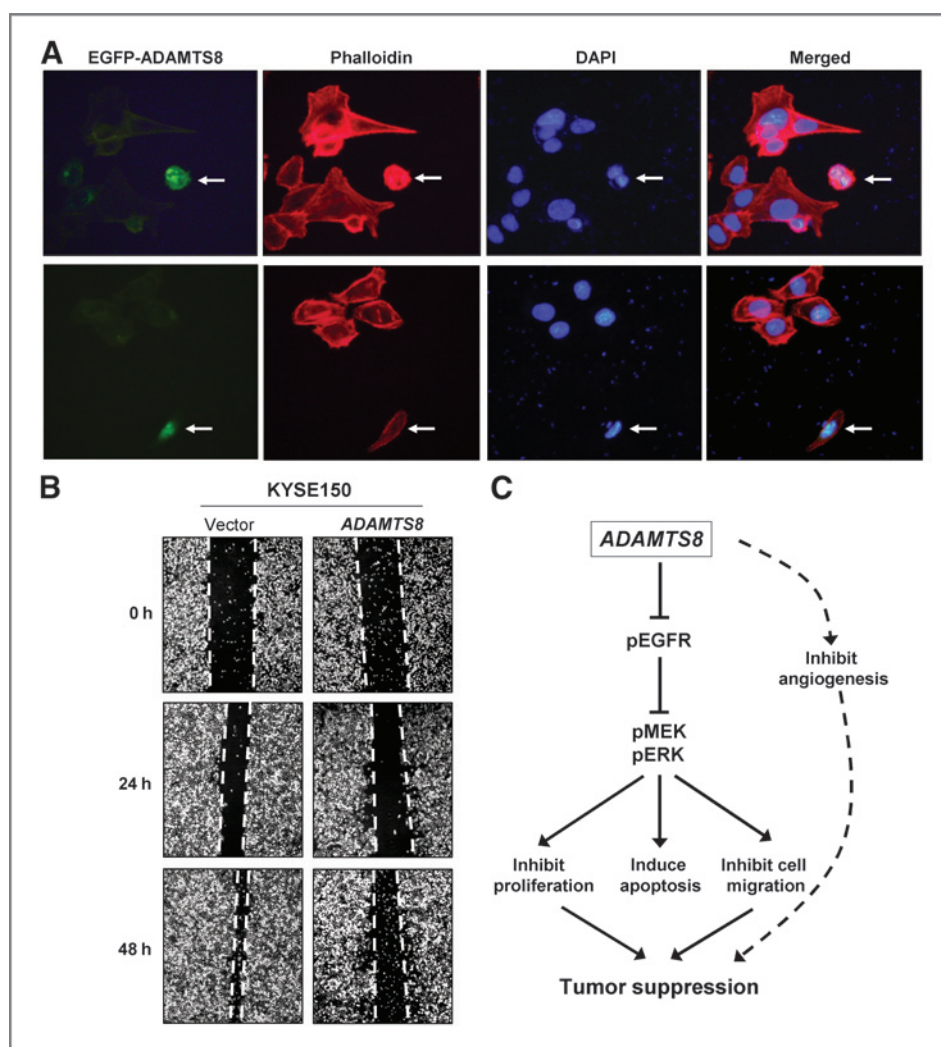 A
EGFP-ADAMTS8
Phalloidin
DAPI
Merged
B
KYSE150
Vector
ADAMTS8
0 h
24 h
48 h
C
ADAMTS8
pEGFR
Inhibit
angiogenesis
pMEK
pERK
Inhibit
proliferation
Induce
apoptosis
Inhibit cell
migration
Tumor suppression